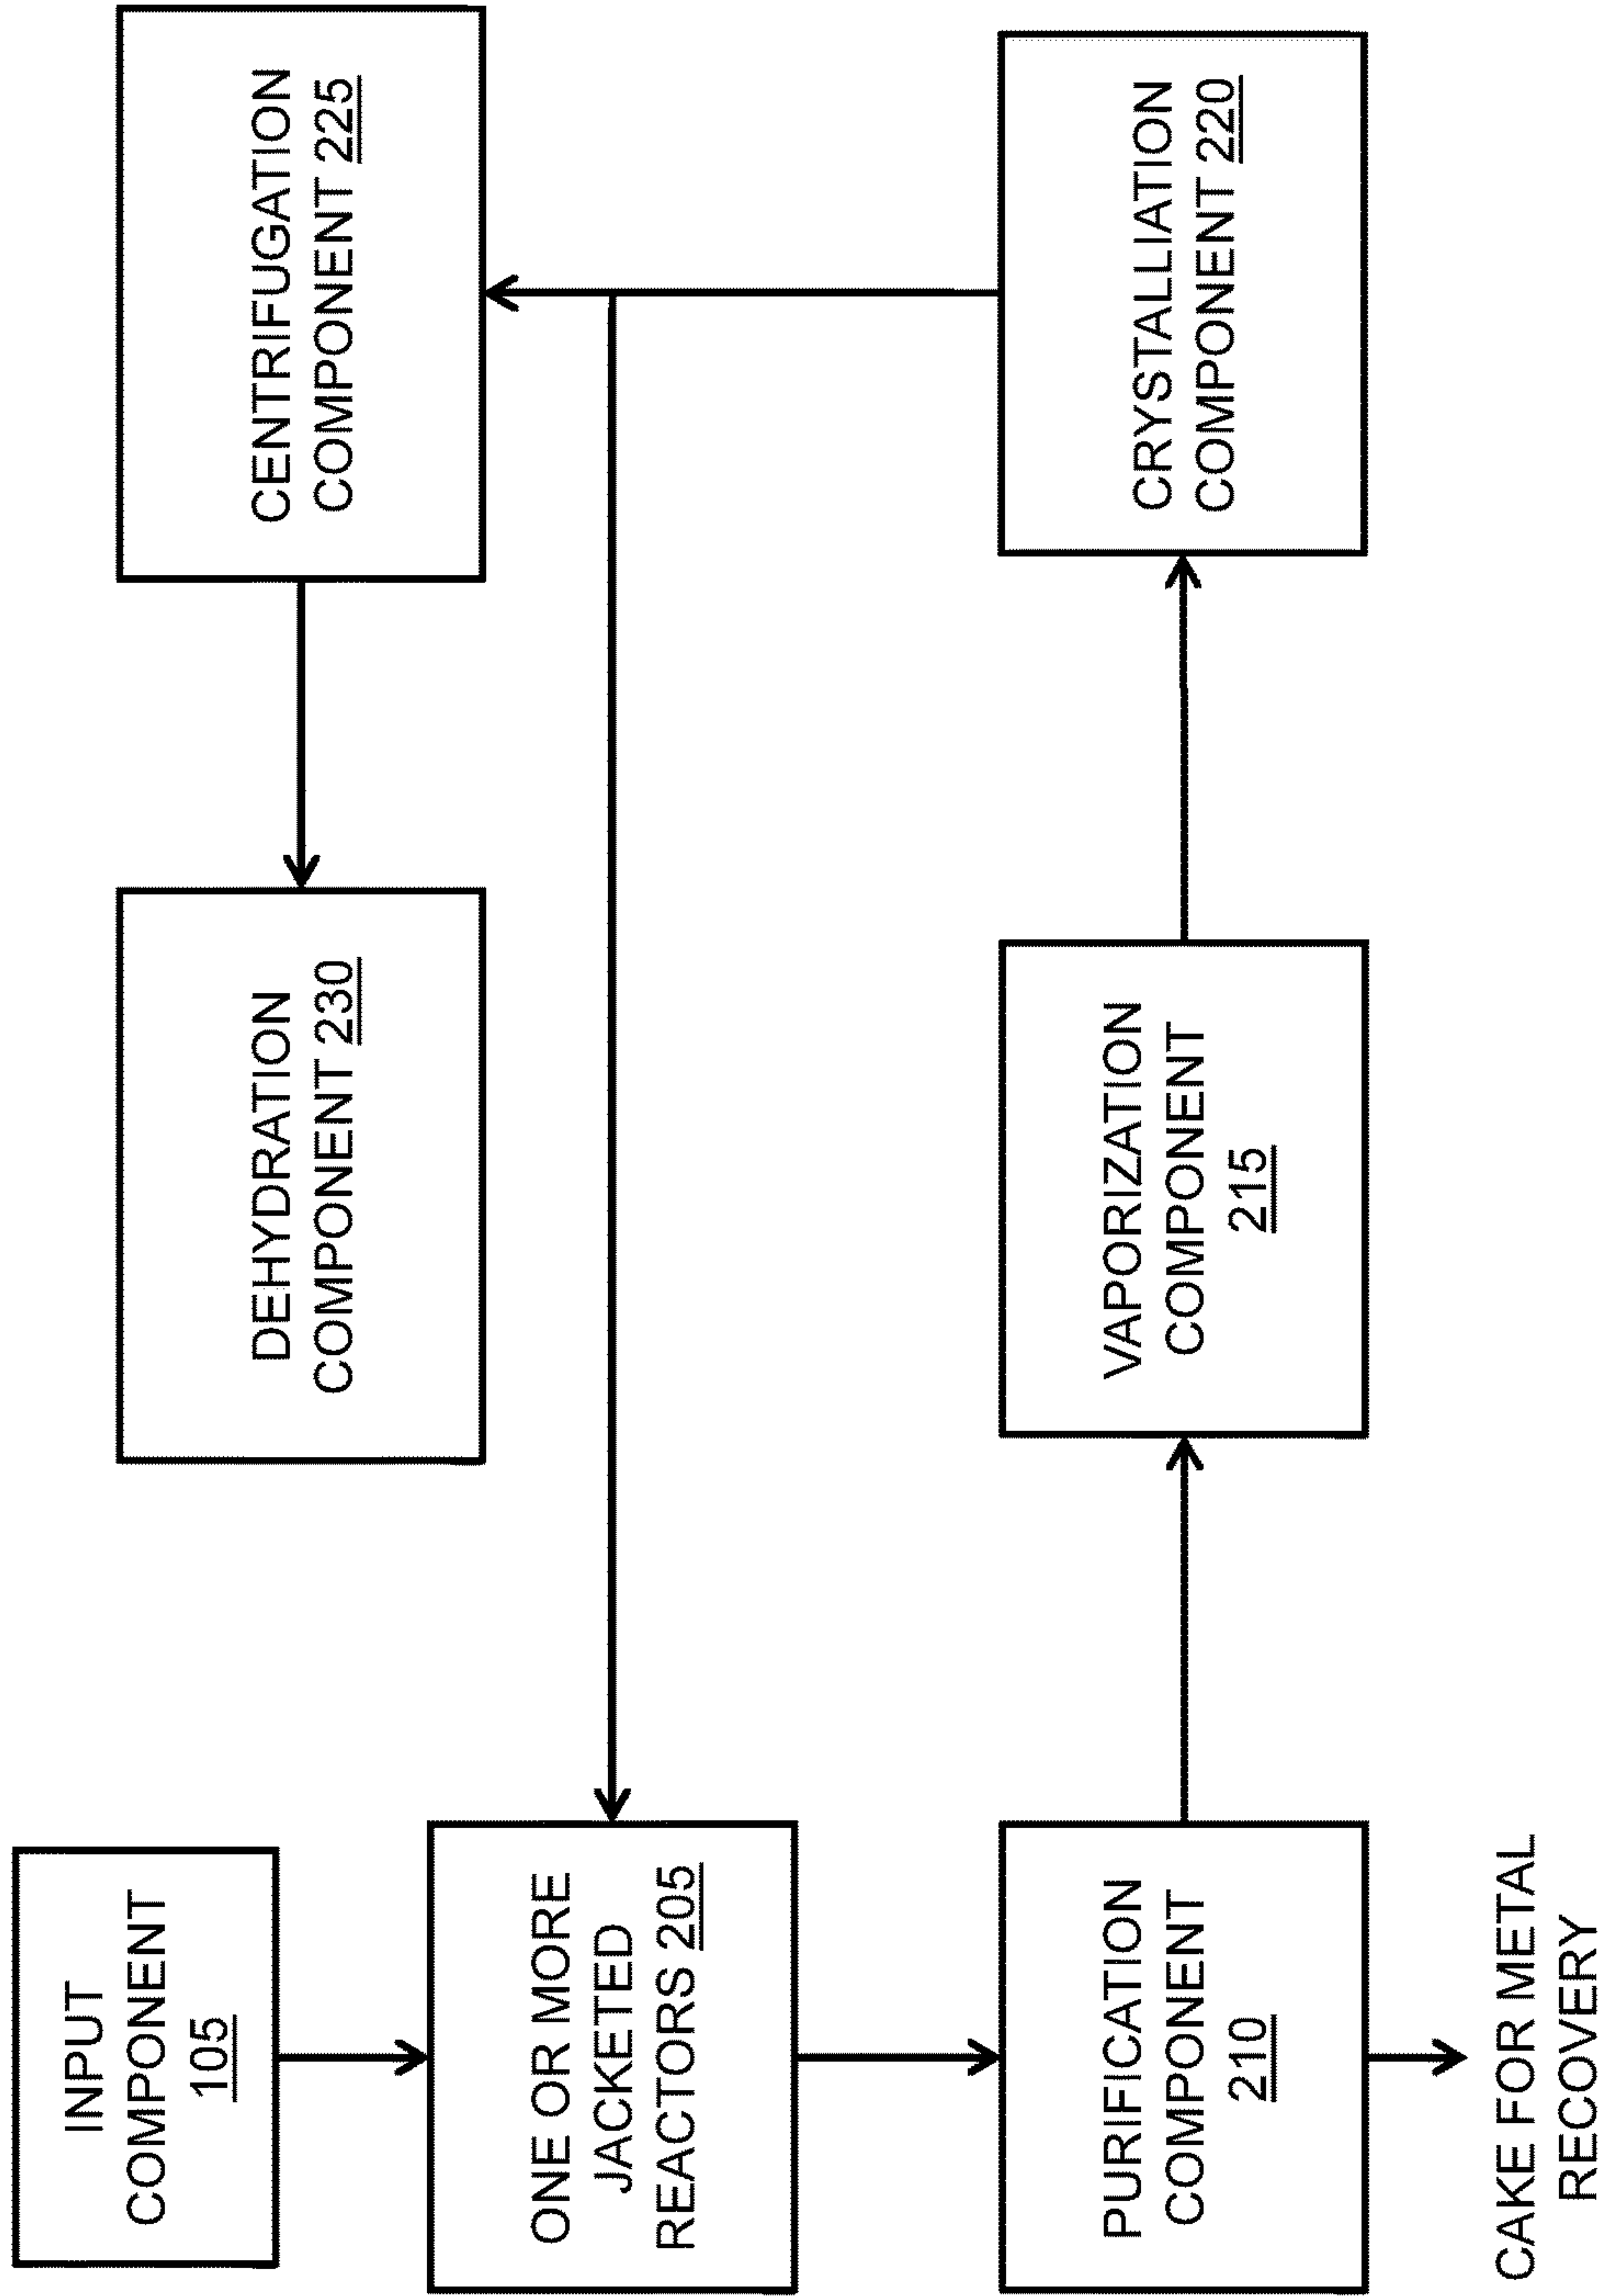 INPUT
COMPONENT
105
ONE OR MORE
JACKETED
REACTORS 205
PURIFICATION
COMPONENT
210
CAKE FOR METAL
RECOVERY
VAPORIZATION
COMPONENT
215
CRYSTALLIATION
COMPONENT 220
CENTRIFUGATION
COMPONENT 225
DEHYDRATION
COMPONENT 230